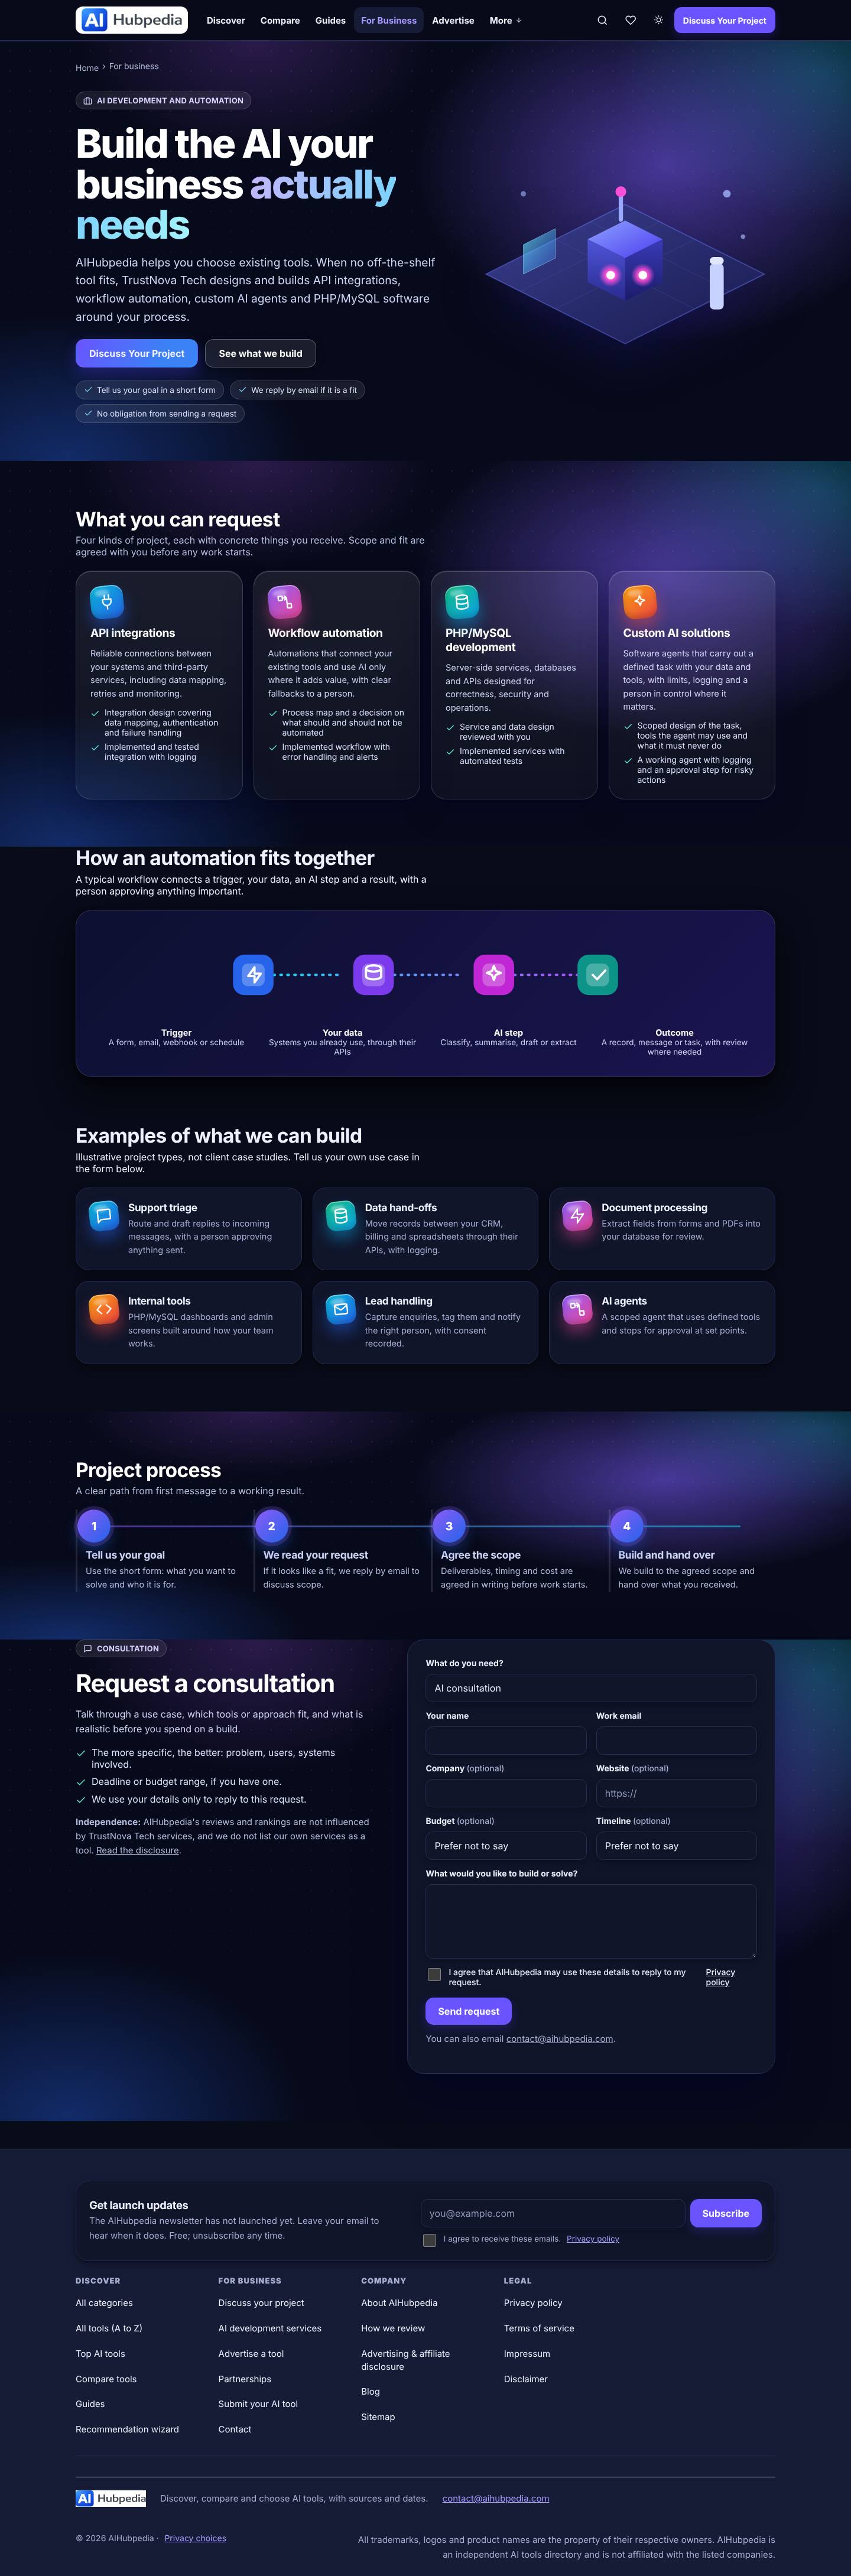 AI Hubpedia
Discover Compare Guides For Business Advertise More Discuss Your Project
Home › For business
AI DEVELOPMENT AND AUTOMATION
Build the AI your
business actually
needs
AIHubpedia helps you choose existing tools. When no off-the-shelf
tool fits, TrustNova Tech designs and builds API integrations,
workflow automation, custom AI agents and PHP/MySQL software
around your process.
Discuss Your Project See what we build
Tell us your goal in a short form We reply by email if it is a fit
No obligation from sending a request
What you can request
Four kinds of project, each with concrete things you receive. Scope and fit are
agreed with you before any work starts.
API integrations
Reliable connections between
your systems and third-party
services, including data mapping,
retries and monitoring.
Integration design covering
data mapping, authentication
and failure handling
Implemented and tested
integration with logging
Workflow automation
Automations that connect your
existing tools and use AI only
where it adds value, with clear
fallbacks to a person.
Process map and a decision on
what should and should not be
automated
Implemented workflow with
error handling and alerts
PHP/MySQL
development
Server-side services, databases
and APIs designed for
correctness, security and
operations.
Service and data design
reviewed with you
Implemented services with
automated tests
Custom AI solutions
Software agents that carry out a
defined task with your data and
tools, with limits, logging and a
person in control where it
matters.
Scoped design of the task,
tools the agent may use and
what it must never do
A working agent with logging
and an approval step for risky
actions
How an automation fits together
A typical workflow connects a trigger, your data, an AI step and a result, with a
person approving anything important.
Trigger
A form, email, webhook or schedule
Your data
Systems you already use, through their
APIs
AI step
Classify, summarise, draft or extract
Outcome
A record, message or task, with review
where needed
Examples of what we can build
Illustrative project types, not client case studies. Tell us your own use case in
the form below.
Support triage
Route and draft replies to incoming
messages, with a person approving
anything sent.
Data hand-offs
Move records between your CRM,
billing and spreadsheets through their
APIs, with logging.
Document processing
Extract fields from forms and PDFs into
your database for review.
Internal tools
PHP/MySQL dashboards and admin
screens built around how your team
works.
Lead handling
Capture enquiries, tag them and notify
the right person, with consent
recorded.
AI agents
A scoped agent that uses defined tools
and stops for approval at set points.
Project process
A clear path from first message to a working result.
1
Tell us your goal
Use the short form: what you want to
solve and who it is for.
2
We read your request
If it looks like a fit, we reply by email to
discuss scope.
3
Agree the scope
Deliverables, timing and cost are
agreed in writing before work starts.
4
Build and hand over
We build to the agreed scope and
hand over what you received.
CONSULTATION
Request a consultation
Talk through a use case, which tools or approach fit, and what is
realistic before you spend on a build.
The more specific, the better: problem, users, systems
involved.
Deadline or budget range, if you have one.
We use your details only to reply to this request.
Independence: AIHubpedia's reviews and rankings are not influenced
by TrustNova Tech services, and we do not list our own services as a
tool. Read the disclosure.
What do you need?
AI consultation
Your name Work email
Company (optional) Website (optional)
https://
Budget (optional) Timeline (optional)
Prefer not to say Prefer not to say
What would you like to build or solve?
I agree that AIHubpedia may use these details to reply to my
request.
Privacy
policy
Send request
You can also email contact@aihubpedia.com.
Get launch updates
The AIHubpedia newsletter has not launched yet. Leave your email to
hear when it does. Free; unsubscribe any time.
you@example.com Subscribe
I agree to receive these emails. Privacy policy
DISCOVER
All categories
All tools (A to Z)
Top AI tools
Compare tools
Guides
Recommendation wizard
FOR BUSINESS
Discuss your project
AI development services
Advertise a tool
Partnerships
Submit your AI tool
Contact
COMPANY
About AIHubpedia
How we review
Advertising & affiliate
disclosure
Blog
Sitemap
LEGAL
Privacy policy
Terms of service
Impressum
Disclaimer
AI Hubpedia Discover, compare and choose AI tools, with sources and dates. contact@aihubpedia.com
© 2026 AIHubpedia · Privacy choices
All trademarks, logos and product names are the property of their respective owners. AIHubpedia is
an independent AI tools directory and is not affiliated with the listed companies.